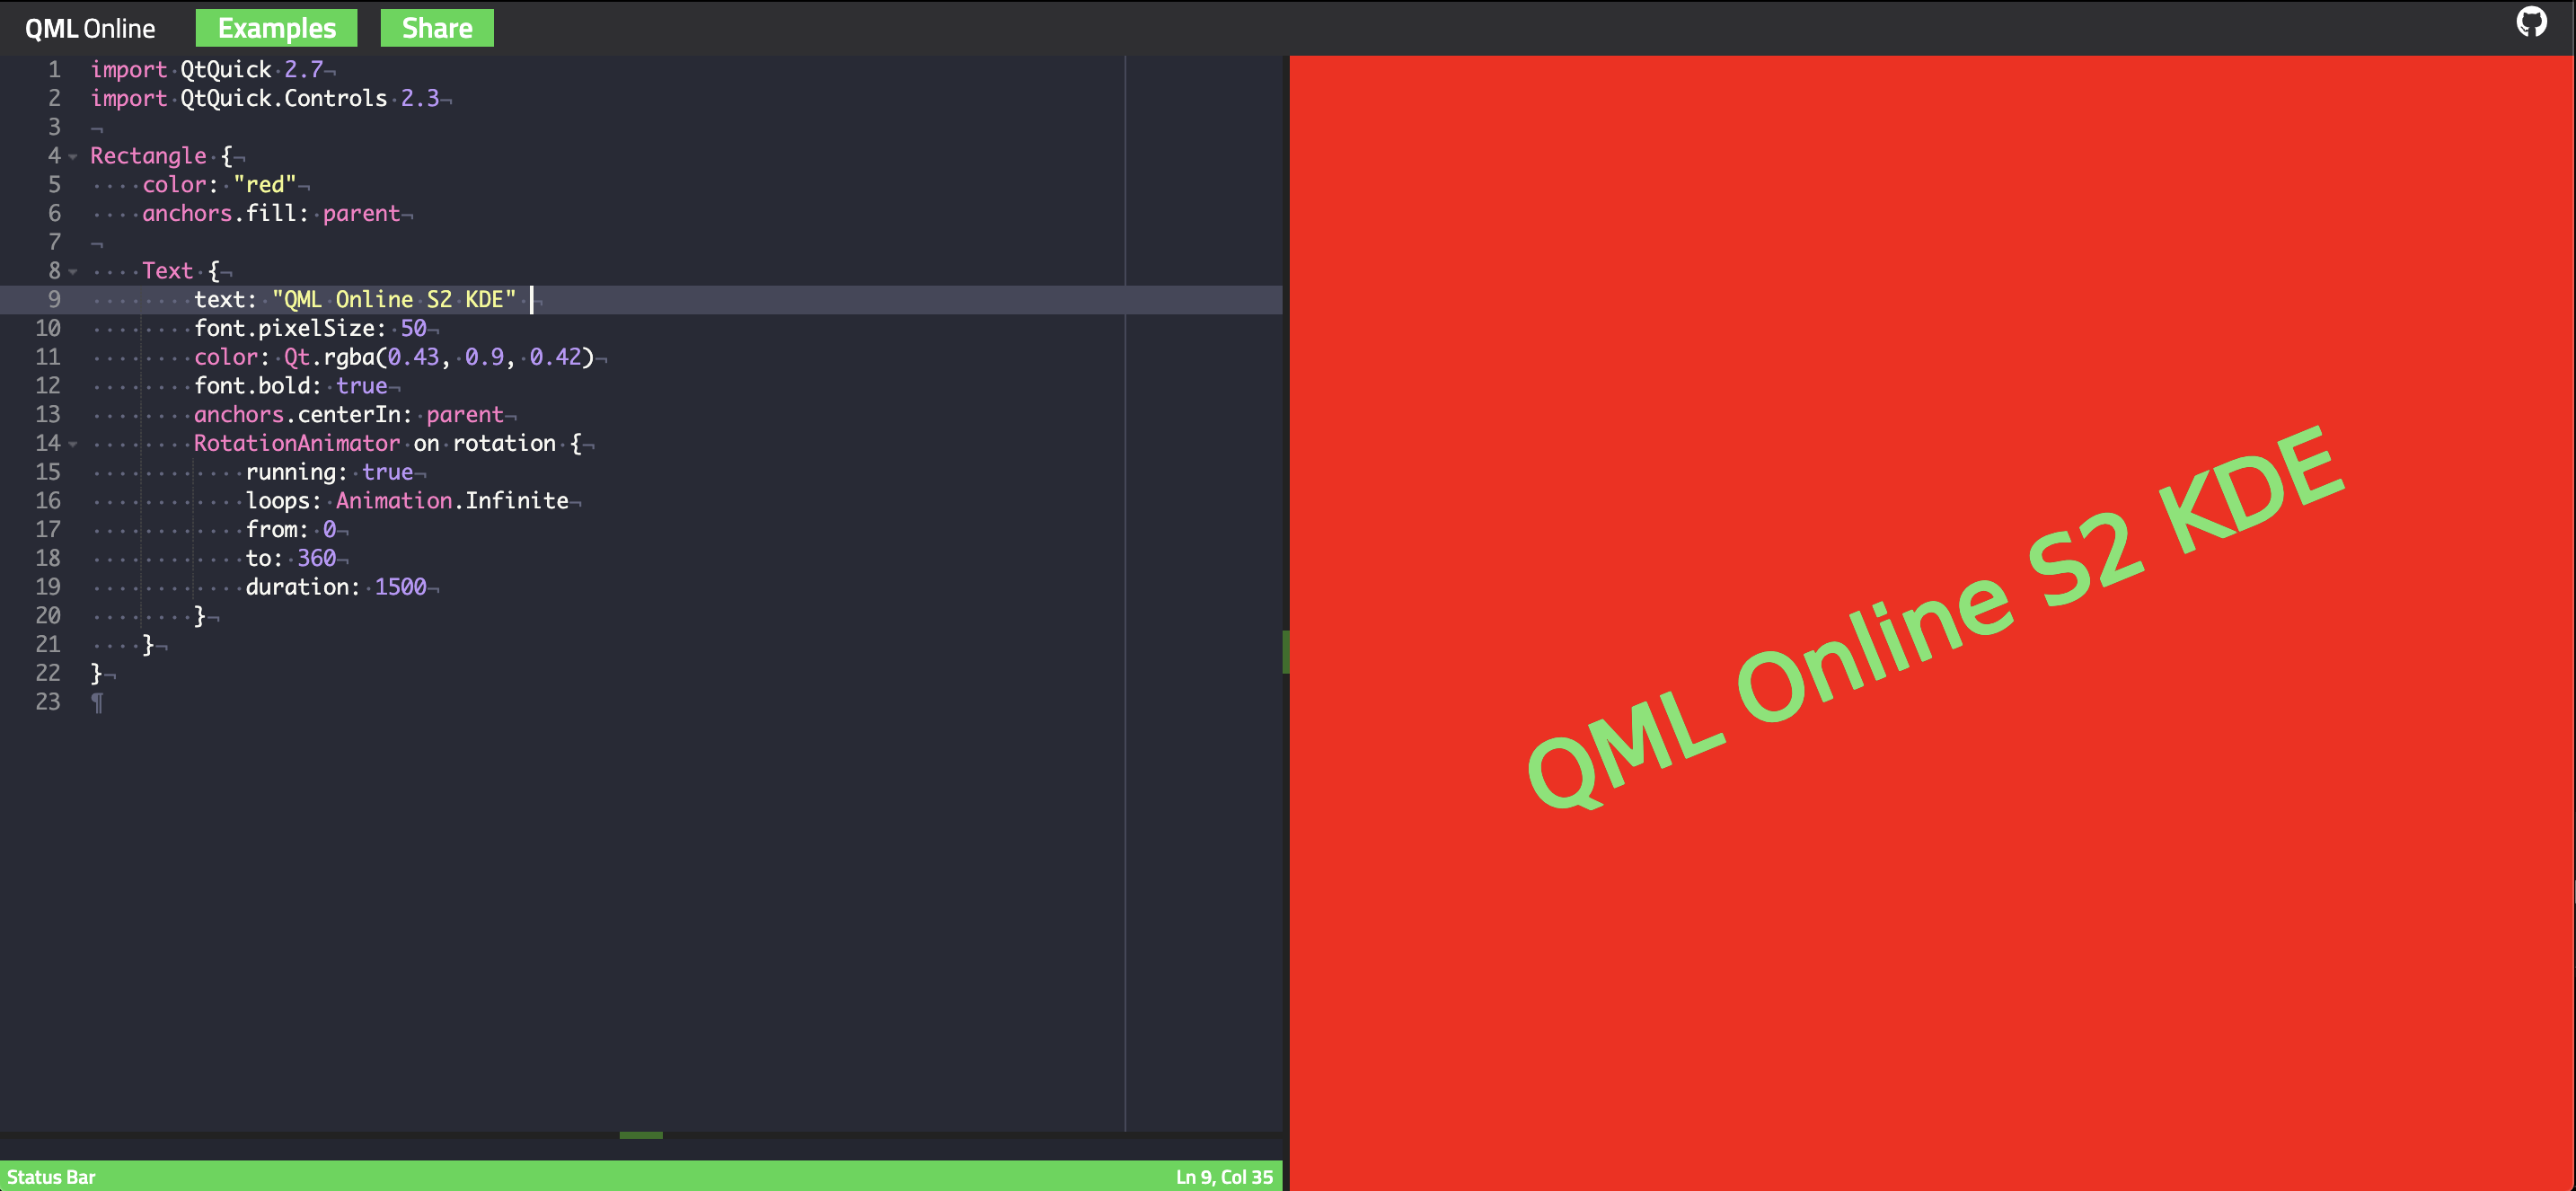 QML Online Examples Share
1 import QtQuick 2.7
2 import QtQuick.Controls 2.3
3
4 Rectangle {
5     color: "red"
6     anchors.fill: parent
7
8     Text {
9         text: "QML Online S2 KDE"
10         font.pixelSize: 50
11         color: Qt.rgba(0.43, 0.9, 0.42)
12         font.bold: true
13         anchors.centerIn: parent
14         RotationAnimator on rotation {
15             running: true
16             loops: Animation.Infinite
17             from: 0
18             to: 360
19             duration: 1500
20         }
21     }
22 }
23
Status Bar Ln 9, Col 35
QML Online S2 KDE